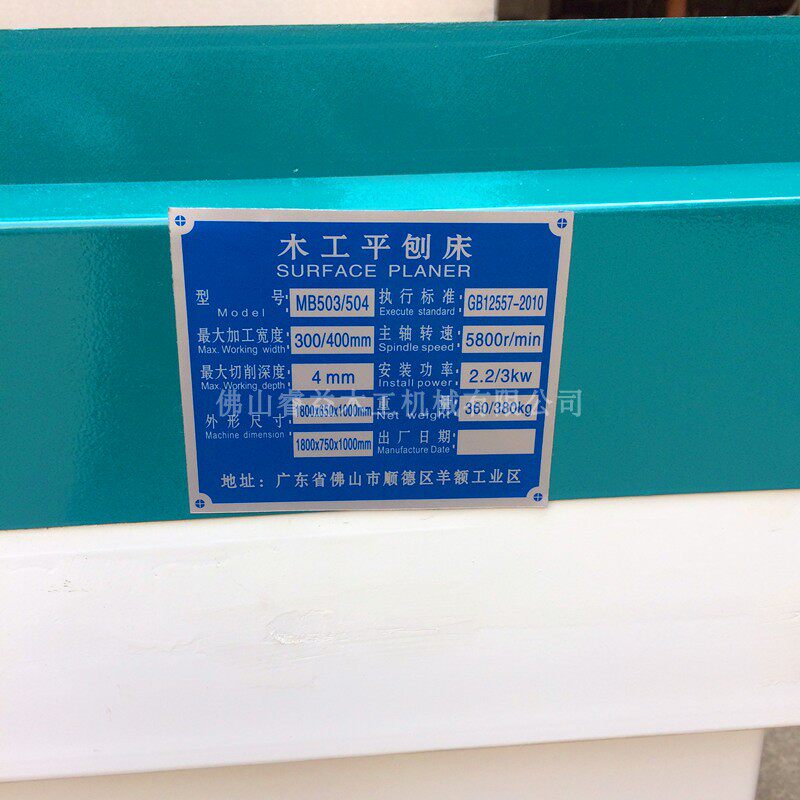 木工平刨床
SURFACE PLANER
型号: MB503/504 执行标准: GB12557-2010
Model Execute standard
最大加工宽度: 300/400mm 主轴转速: 5800r/min
Max. Working width Spindle speed
最大切削深度: 4mm 安装功率: 2.2/3kw
Max. Working depth Install power
外形尺寸: 1800x650x1000mm 重量: 360/380kg
Machine dimension Net weight
1800x750x1000mm 出厂日期:
Manufacture Date
地址：广东省佛山市顺德区羊额工业区
佛山睿益木工机械有限公司